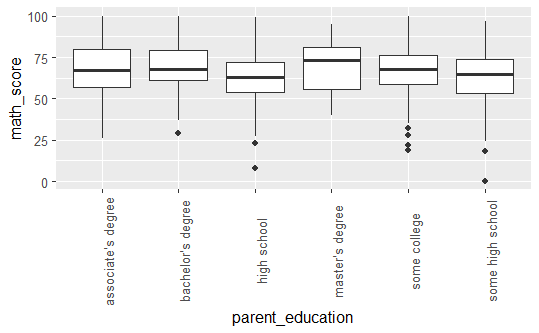 math_score
100
75
50
25
0
associate's degree
bachelor's degree
high school
master's degree
some college
some high school
parent_education